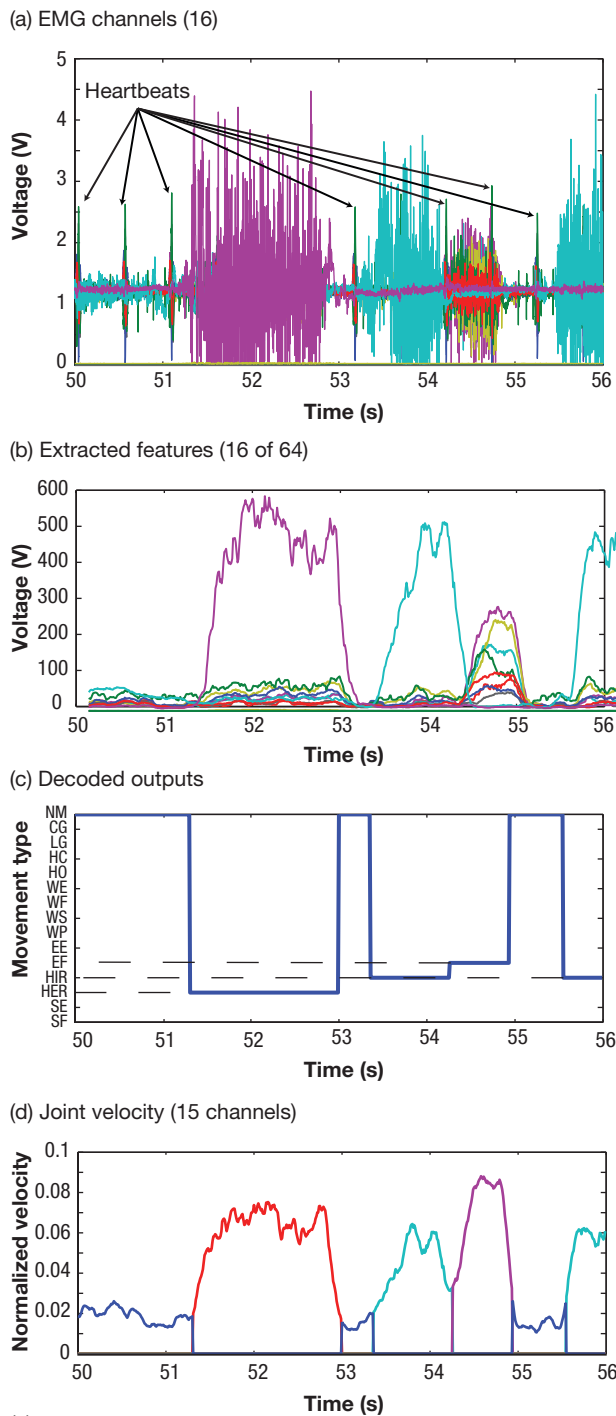 (a) EMG channels (16)
5
4
3
2
1
0
Voltage (V)
Heartbeats
50 51 52 53 54 55 56
Time (s)
(b) Extracted features (16 of 64)
600
500
400
300
200
100
0
Voltage (V)
50 51 52 53 54 55 56
Time (s)
(c) Decoded outputs
NM
CG
LG
HC
HO
WE
WF
WS
WP
EE
EF
HIR
HER
SE
SF
Movement type
50 51 52 53 54 55 56
Time (s)
(d) Joint velocity (15 channels)
0.1
0.08
0.06
0.04
0.02
0
Normalized velocity
50 51 52 53 54 55 56
Time (s)